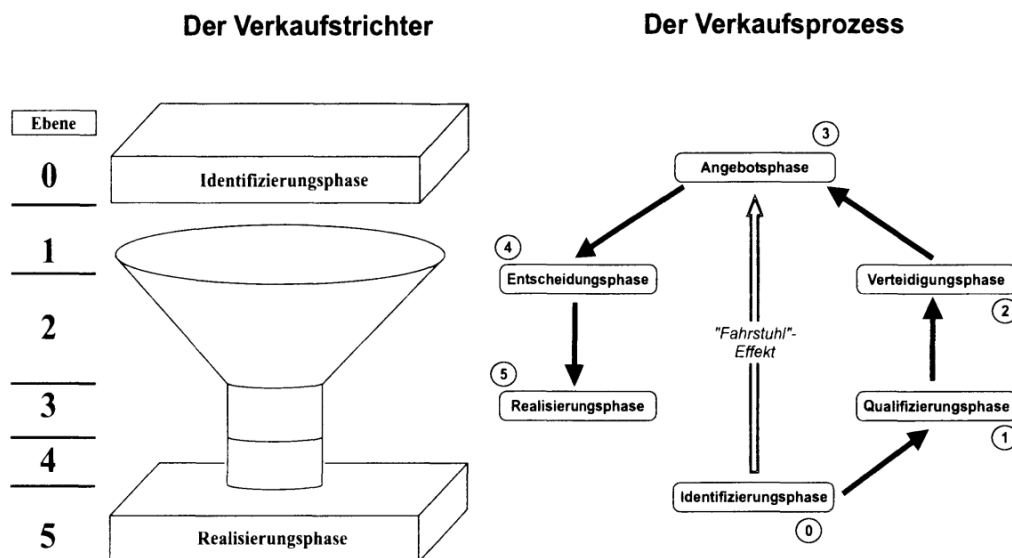 Der Verkaufstrichter
Der Verkaufsprozess
Ebene
0
Identifizierungsphase
1
2
3
4
5
Realisierungsphase
3
Angebotsphase
4
Entscheidungsphase
Verteidigungsphase
2
"Fahrstuhl"-
Effekt
5
Realisierungsphase
Qualifizierungsphase
1
Identifizierungsphase
0